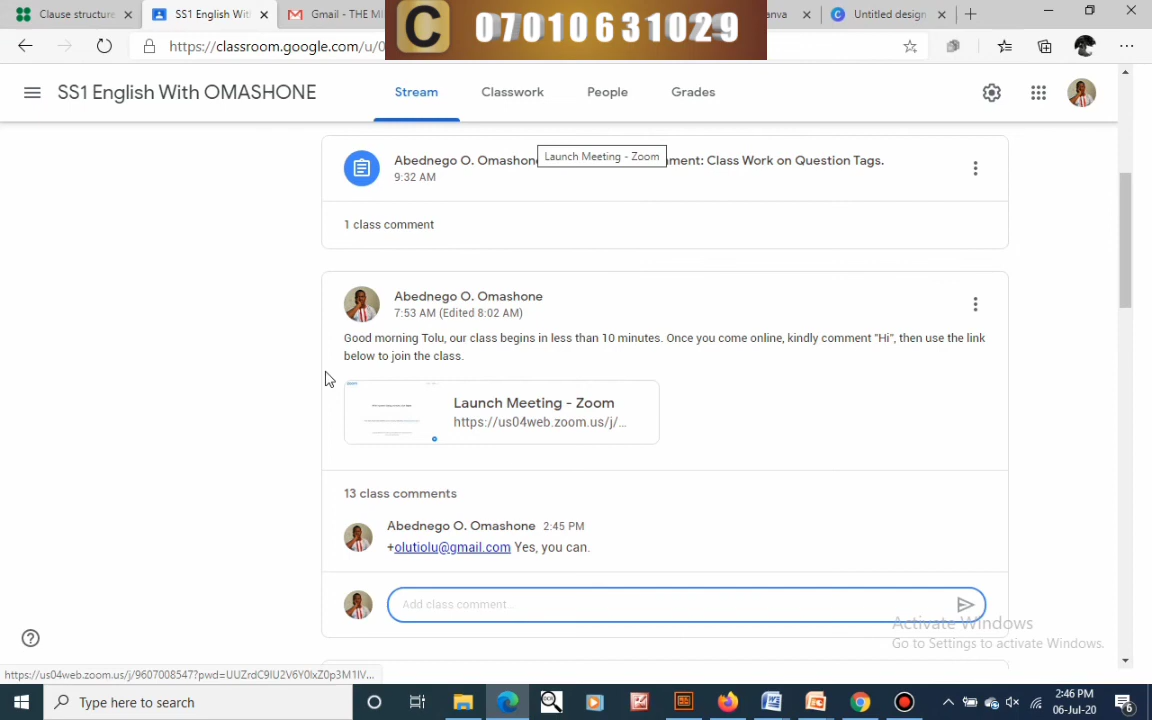 Clause structure
SS1 English Wit
Gmail - THE MI
nva
Untitled design
C 07010631029
https://classroom.google.com/u/0
SS1 English With OMASHONE
Stream
Classwork
People
Grades
Abednego O. Omashon
Launch Meeting - Zoom
ment: Class Work on Question Tags.
9:32 AM
1 class comment
Abednego O. Omashone
7:53 AM (Edited 8:02 AM)
Good morning Tolu, our class begins in less than 10 minutes. Once you come online, kindly comment "Hi", then use the link
below to join the class.
Launch Meeting - Zoom
https://us04web.zoom.us/j/...
13 class comments
Abednego O. Omashone 2:45 PM
+olutiolu@gmail.com Yes, you can.
Add class comment...
Activate Windows
Go to Settings to activate Windows.
https://us04web.zoom.us/j/9607008547?pwd=UUZrdC9IU2V6Y0lxZ0p3M1lV...
Type here to search
2:46 PM
06-Jul-20
6